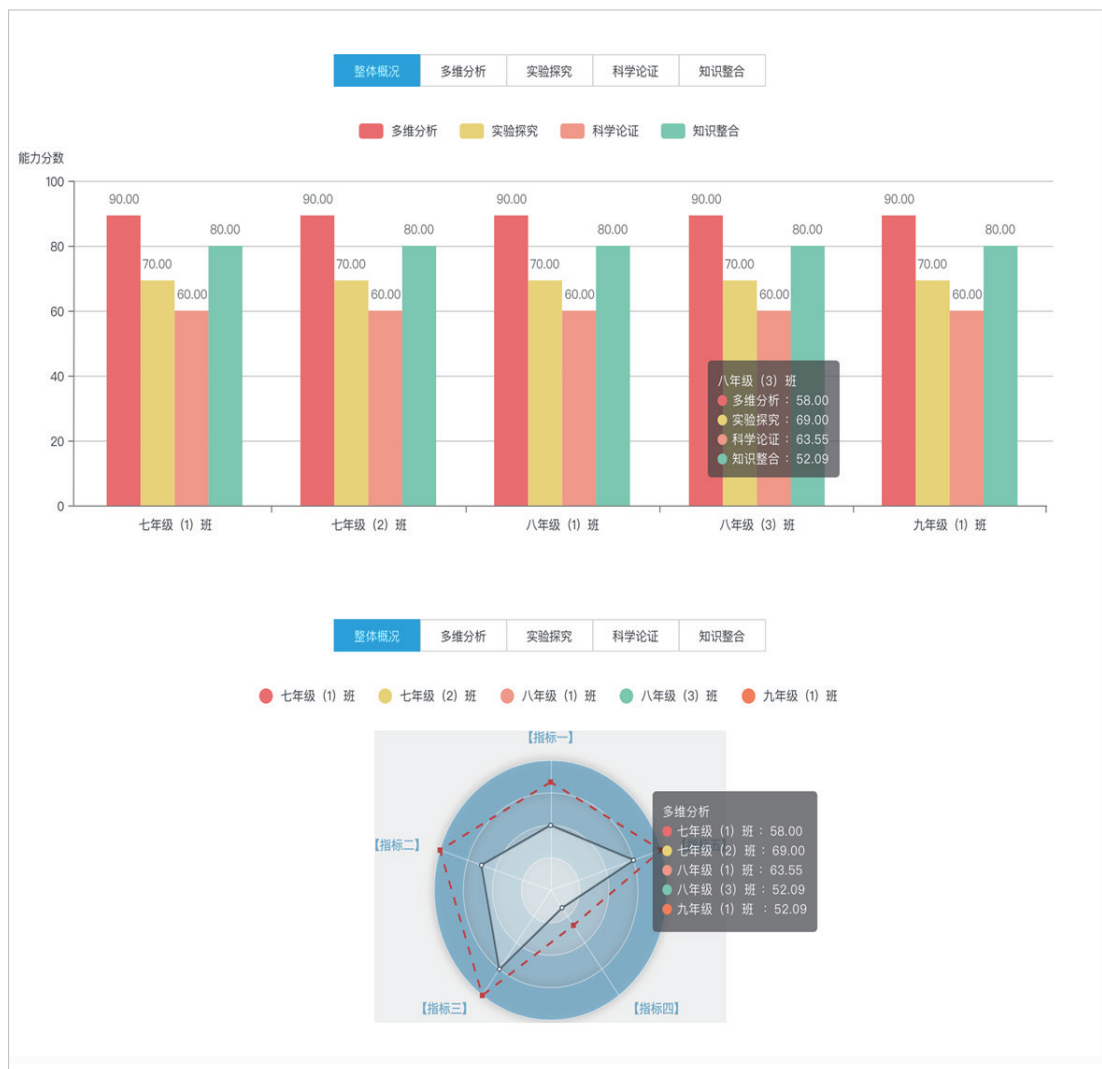 整体概况 多维分析 实验探究 科学论证 知识整合
多维分析 实验探究 科学论证 知识整合
能力分数
100
90.00 90.00 90.00 90.00 90.00
80.00 80.00 80.00 80.00 80.00
80
70.00 70.00 70.00 70.00 70.00
60.00 60.00 60.00 60.00 60.00
60
40
八年级（3）班
多维分析：58.00
实验探究：69.00
科学论证：63.55
知识整合：52.09
20
0
七年级（1）班 七年级（2）班 八年级（1）班 八年级（3）班 九年级（1）班
整体概况 多维分析 实验探究 科学论证 知识整合
七年级（1）班 七年级（2）班 八年级（1）班 八年级（3）班 九年级（1）班
【指标一】
【指标二】
多维分析
七年级（1）班：58.00
七年级（2）班：69.00
八年级（1）班：63.55
八年级（3）班：52.09
九年级（1）班：52.09
【指标三】 【指标四】